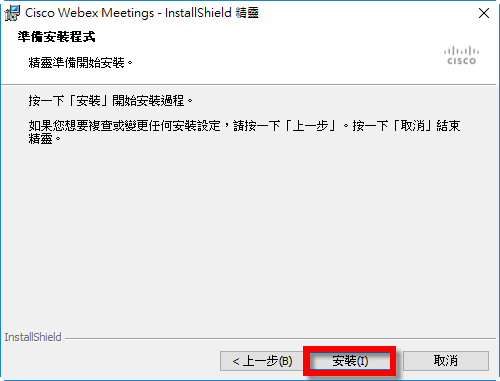 Cisco Webex Meetings - InstallShield 精靈
準備安裝程式
精靈準備開始安裝。
CISCO
按一下「安裝」開始安裝過程。
如果您想要複查或變更任何安裝設定，請按一下「上一步」。按一下「取消」結束
精靈。
InstallShield
< 上一步(B)
安裝(I)
取消